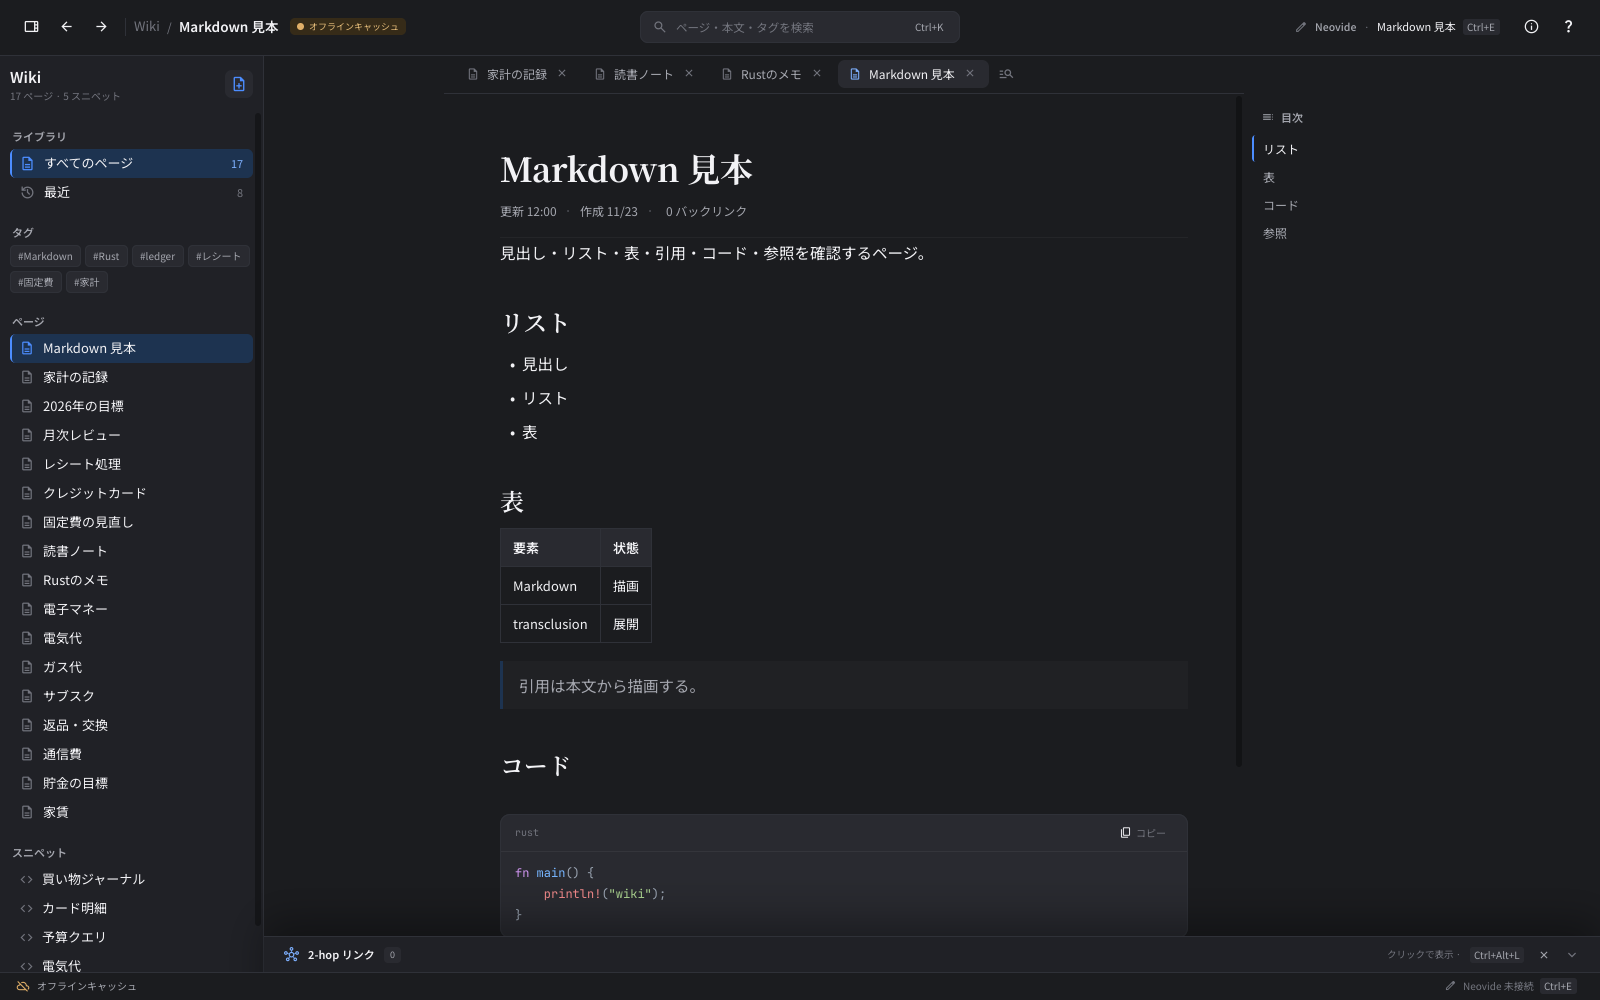 Wiki / Markdown 見本 オフラインキャッシュ
ページ・本文・タグを検索 Ctrl+K
Neovide · Markdown 見本 Ctrl+E
Wiki
17 ページ · 5 スニペット
ライブラリ
すべてのページ 17
最近 8
タグ
#Markdown #Rust #ledger #レシート
#固定費 #家計
ページ
Markdown 見本
家計の記録
2026年の目標
月次レビュー
レシート処理
クレジットカード
固定費の見直し
読書ノート
Rustのメモ
電子マネー
電気代
ガス代
サブスク
返品・交換
通信費
貯金の目標
家賃
スニペット
買い物ジャーナル
カード明細
予算クエリ
電気代
家計の記録 読書ノート Rustのメモ Markdown 見本
Markdown 見本
更新 12:00 · 作成 11/23 · 0 バックリンク
見出し・リスト・表・引用・コード・参照を確認するページ。
リスト
• 見出し
• リスト
• 表
表
要素 状態
Markdown 描画
transclusion 展開
引用は本文から描画する。
コード
rust コピー
fn main() {
    println!("wiki");
}
目次
リスト
表
コード
参照
2-hop リンク 0
クリックで表示 · Ctrl+Alt+L
オフラインキャッシュ
Neovide 未接続 Ctrl+E